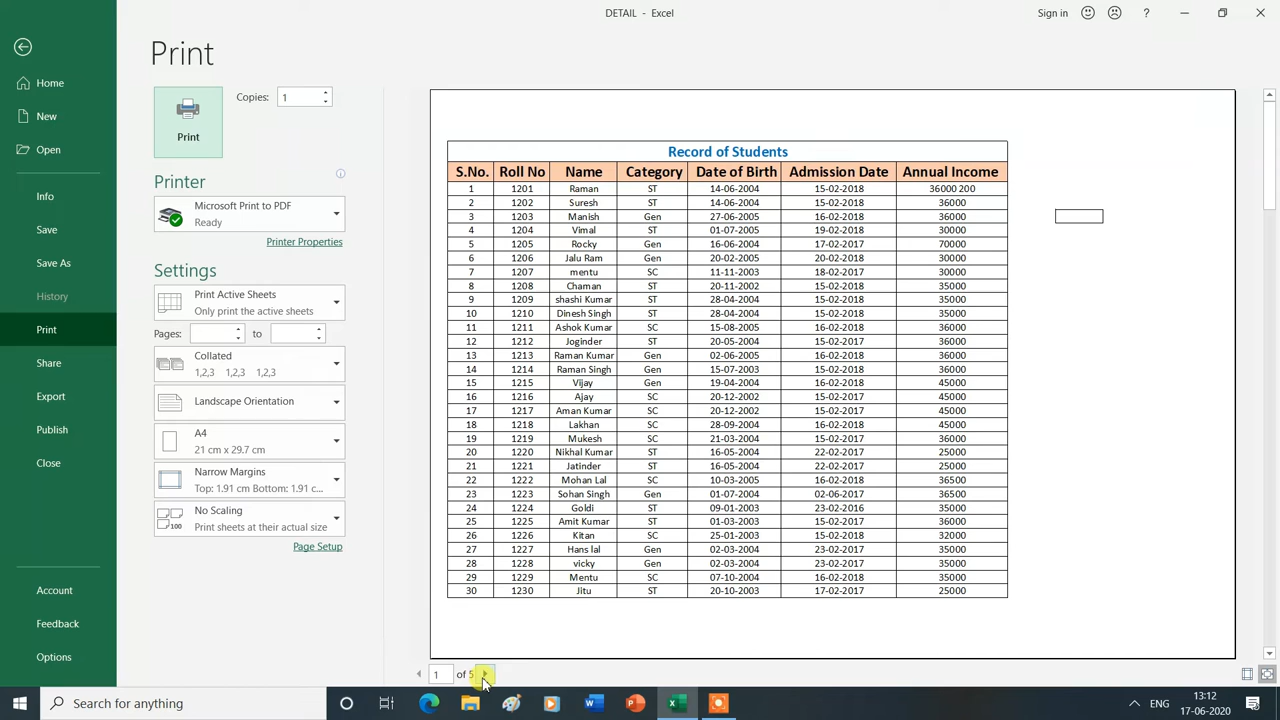 DETAIL - Excel
Sign in
?
Print
Home
New
Open
Info
Save
Save As
History
Print
Share
Export
Publish
Close
Account
Feedback
Options
Print
Copies: 1
Printer
Microsoft Print to PDF
Ready
Printer Properties
Settings
Print Active Sheets
Only print the active sheets
Pages: to
Collated
1,2,3 1,2,3 1,2,3
Landscape Orientation
A4
21 cm x 29.7 cm
Narrow Margins
Top: 1.91 cm Bottom: 1.91 c...
No Scaling
100 Print sheets at their actual size
Page Setup
Record of Students
S.No. Roll No Name Category Date of Birth Admission Date Annual Income
1 1201 Raman ST 14-06-2004 15-02-2018 36000 200
2 1202 Suresh ST 14-06-2004 15-02-2018 36000
3 1203 Manish Gen 27-06-2005 16-02-2018 36000
4 1204 Vimal ST 01-07-2005 19-02-2018 30000
5 1205 Rocky Gen 16-06-2004 17-02-2017 70000
6 1206 Jalu Ram Gen 20-02-2005 20-02-2018 30000
7 1207 mentu SC 11-11-2003 18-02-2017 30000
8 1208 Chaman ST 20-11-2002 15-02-2018 35000
9 1209 shashi Kumar ST 28-04-2004 15-02-2018 35000
10 1210 Dinesh Singh ST 28-04-2004 15-02-2018 35000
11 1211 Ashok Kumar SC 15-08-2005 16-02-2018 36000
12 1212 Joginder ST 20-05-2004 15-02-2017 36000
13 1213 Raman Kumar Gen 02-06-2005 16-02-2018 36000
14 1214 Raman Singh Gen 15-07-2003 15-02-2018 36000
15 1215 Vijay Gen 19-04-2004 16-02-2018 45000
16 1216 Ajay SC 20-12-2002 15-02-2017 45000
17 1217 Aman Kumar SC 20-12-2002 15-02-2017 45000
18 1218 Lakhan SC 28-09-2004 16-02-2018 45000
19 1219 Mukesh SC 21-03-2004 15-02-2017 36000
20 1220 Nikhal Kumar ST 16-05-2004 22-02-2017 25000
21 1221 Jatinder ST 16-05-2004 22-02-2017 25000
22 1222 Mohan Lal SC 10-03-2005 16-02-2018 36500
23 1223 Sohan Singh Gen 01-07-2004 02-06-2017 36500
24 1224 Goldi ST 09-01-2003 23-02-2016 35000
25 1225 Amit Kumar ST 01-03-2003 15-02-2017 36000
26 1226 Kitan SC 25-01-2003 15-02-2018 32000
27 1227 Hans lal Gen 02-03-2004 23-02-2017 35000
28 1228 vicky Gen 02-03-2004 23-02-2017 35000
29 1229 Mentu SC 07-10-2004 16-02-2018 35000
30 1230 Jitu ST 20-10-2003 17-02-2017 25000
1 of 5
Search for anything
ENG
13:12
17-06-2020